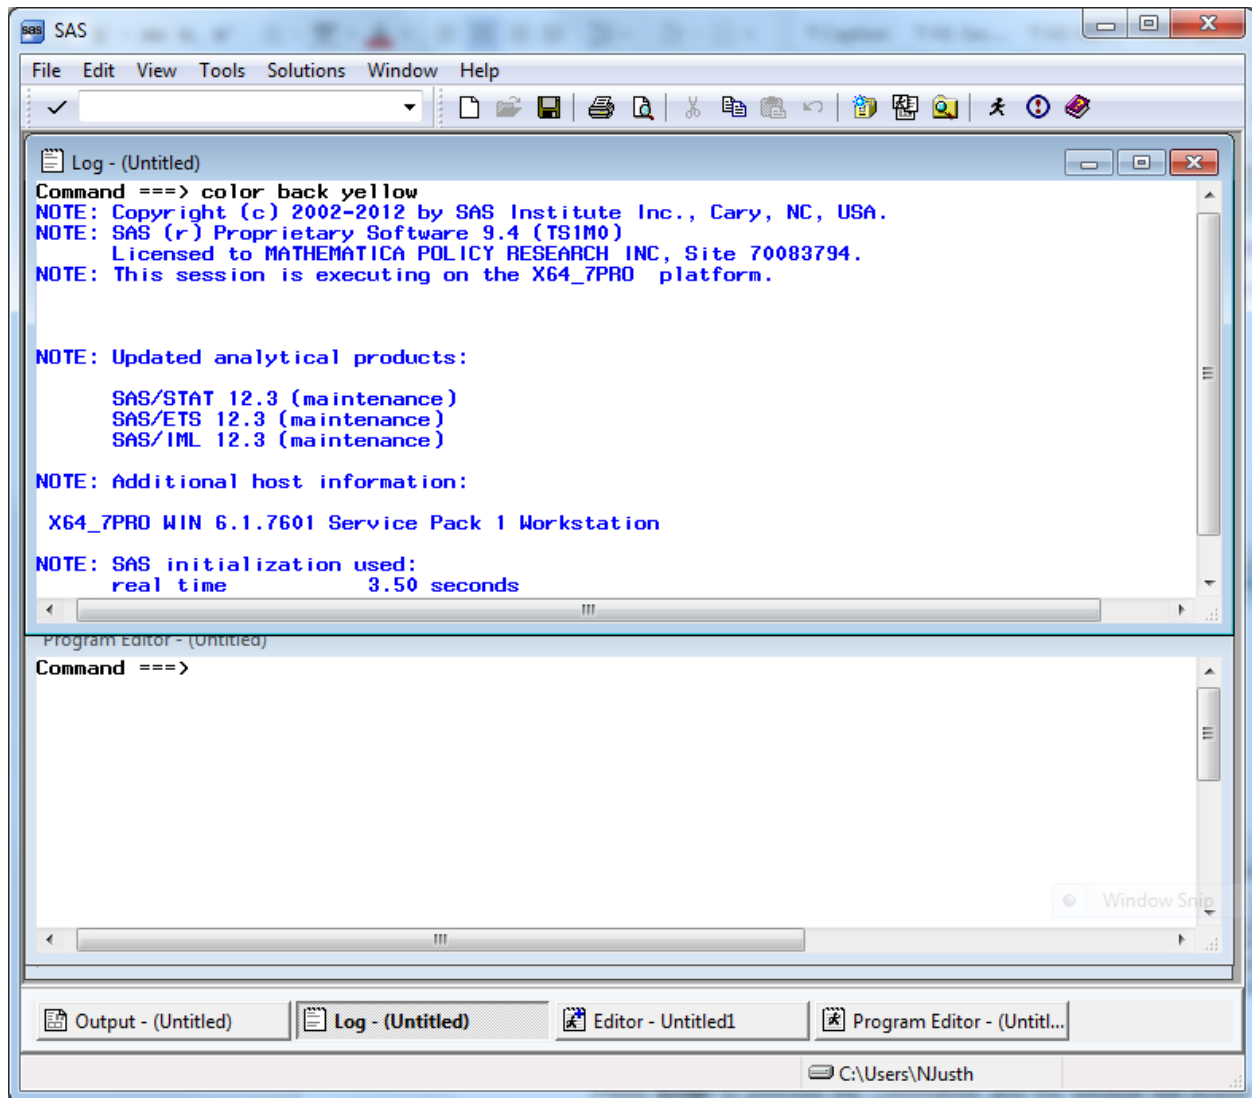 SAS
File Edit View Tools Solutions Window Help
Log - (Untitled)
Command ===> color back yellow
NOTE: Copyright (c) 2002-2012 by SAS Institute Inc., Cary, NC, USA.
NOTE: SAS (r) Proprietary Software 9.4 (TS1M0)
Licensed to MATHEMATICA POLICY RESEARCH INC, Site 70083794.
NOTE: This session is executing on the X64_7PRO  platform.
NOTE: Updated analytical products:
SAS/STAT 12.3 (maintenance)
SAS/ETS 12.3 (maintenance)
SAS/IML 12.3 (maintenance)
NOTE: Additional host information:
X64_7PRO WIN 6.1.7601 Service Pack 1 Workstation
NOTE: SAS initialization used:
real time 3.50 seconds
Program Editor - (Untitled)
Command ===>
Window Snip
Output - (Untitled) Log - (Untitled) Editor - Untitled1 Program Editor - (Untitl...
C:\Users\NJusth